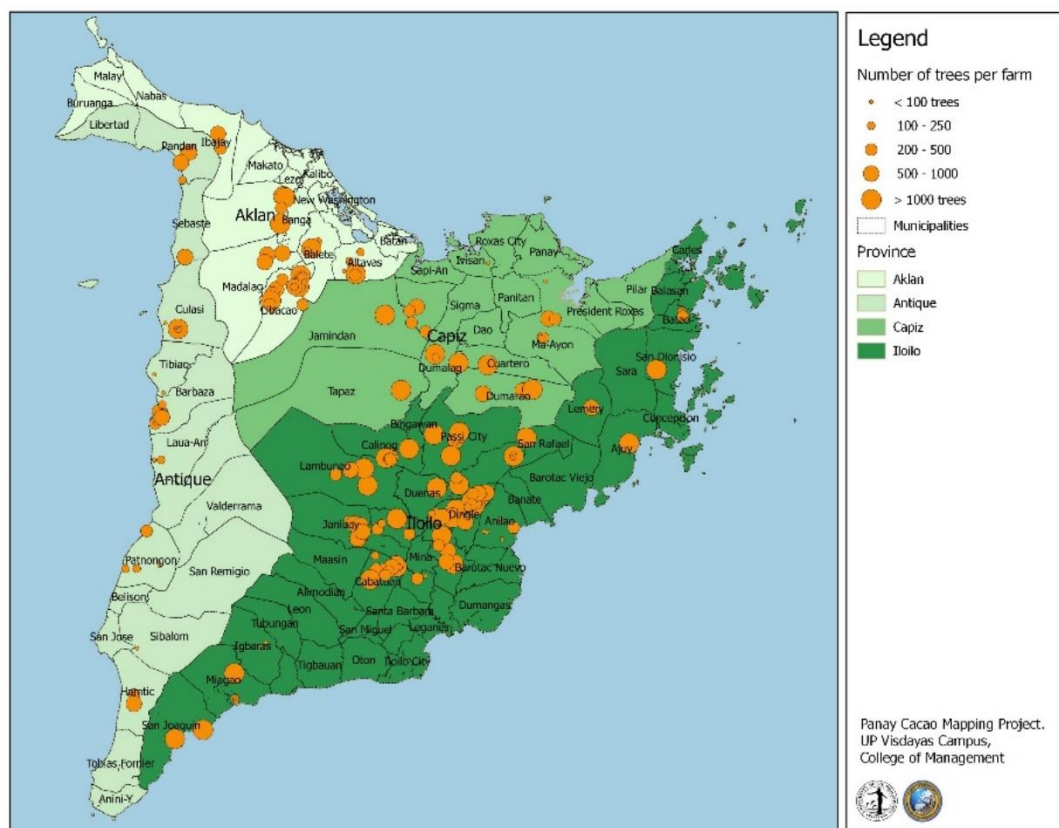 Malay
Nabas
Buruanga
Libertad
Ibajay
Pandan
Makato
Lezo
Kalibo
New Washington
Aklan
Banga
Sebaste
Batan
Balete
Altavas
Roxas City
Panay
Ivisan
Sapi-An
Carles
Madalag
Pilar
Balasan
Culasi
Libacao
Sigma
Panitan
President Roxas
Batad
Jamindan
Capiz
Dao
Ma-Ayon
Tibiao
Dumalag
Cuartero
San Dionisio
Sara
Barbaza
Tapaz
Dumarao
Lemery
Concepcion
Laua-An
Bingawan
Passi City
Calinog
San Rafael
Ajuy
Lambunao
Antique
Barotac Viejo
Duenas
Banate
Valderrama
Dingle
Janiuay
Iloilo
Anilao
Patnongon
San Remigio
Maasin
Mina
Cabatuan
Barotac Nuevo
Belison
Alimodian
Leon
Santa Barbara
Dumangas
Tubungan
San Miguel
Leganes
San Jose
Sibalom
Igbaras
Tigbauan
Oton
Iloilo City
Miagao
Hamtic
San Joaquin
Tobias Fornier
Anini-Y
Legend
Number of trees per farm
< 100 trees
100 - 250
200 - 500
500 - 1000
> 1000 trees
Municipalities
Province
Aklan
Antique
Capiz
Iloilo
Panay Cacao Mapping Project.
UP Visdayas Campus,
College of Management